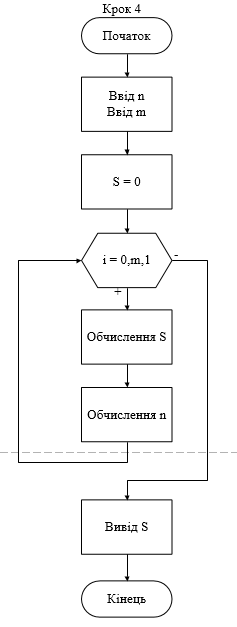 Крок 4
Початок
Ввід n
Ввід m
S = 0
i = 0,m,1
-
+
Обчислення S
Обчислення n
Вивід S
Кінець